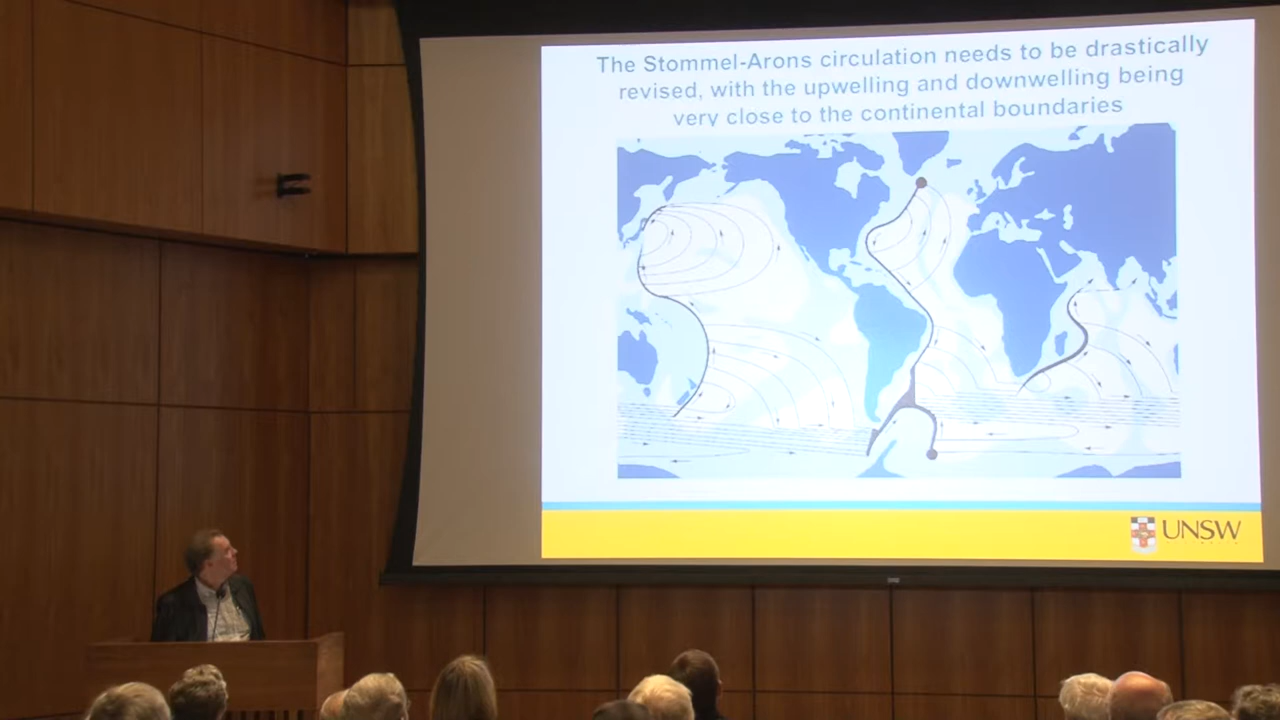 The Stommel-Arons circulation needs to be drastically
revised, with the upwelling and downwelling being
very close to the continental boundaries
UNSW